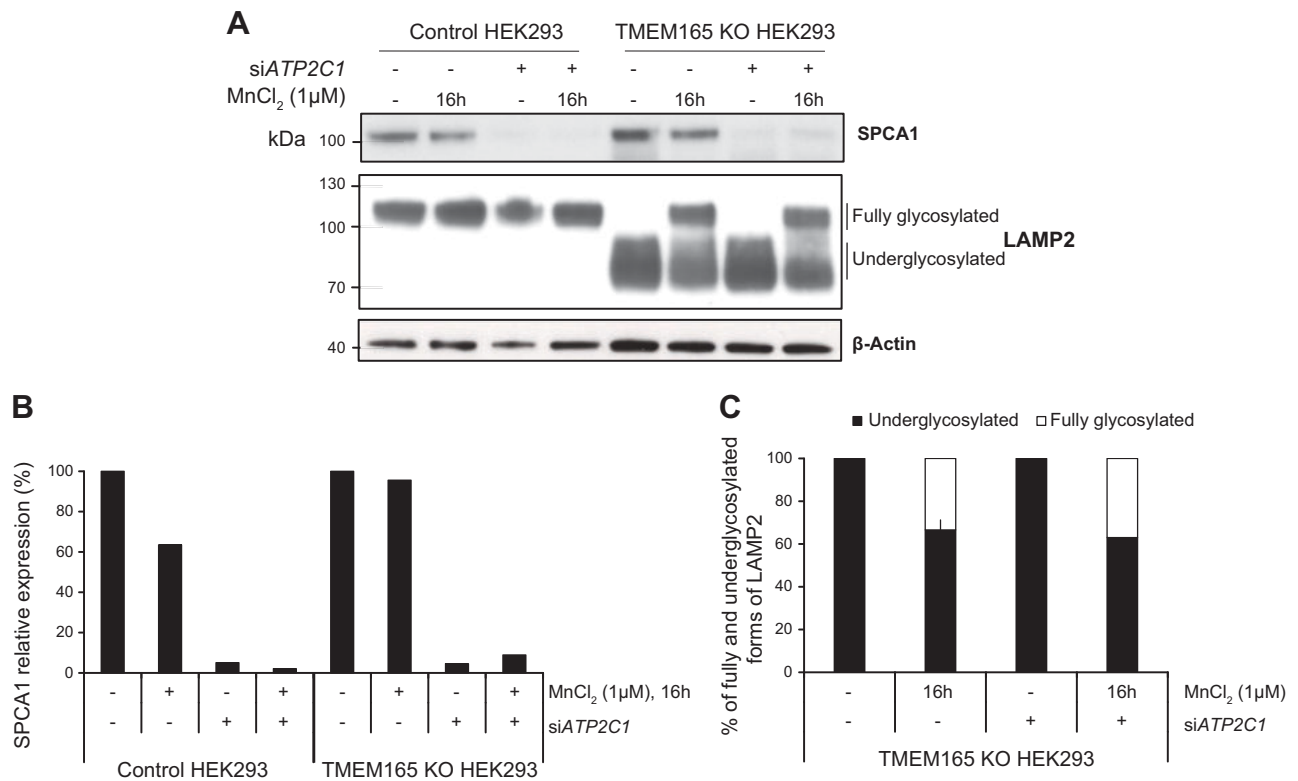 A
Control HEK293 TMEM165 KO HEK293
siATP2C1 - - + + - - + +
MnCl2 (1μM) - 16h - 16h - 16h - 16h
kDa 100 SPCA1
130
100 Fully glycosylated
LAMP2
Underglycosylated
70
40 β-Actin
B
SPCA1 relative expression (%)
100
80
60
40
20
0
- + - + - + - + MnCl2 (1μM), 16h
- - + + - - + + siATP2C1
Control HEK293 TMEM165 KO HEK293
C
Underglycosylated Fully glycosylated
% of fully and underglycosylated
forms of LAMP2
100
80
60
40
20
0
- 16h - 16h MnCl2 (1μM)
- - + + siATP2C1
TMEM165 KO HEK293